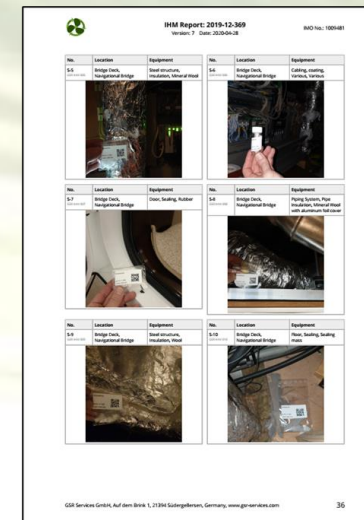 IHM Report: 2019-12-369
Version: 7 Date: 2020-04-28
IMO No.: 1009481
No. Location Equipment
S-5 Bridge Deck, Navigational Bridge Steel structure, Insulation, Mineral Wool
No. Location Equipment
S-6 Bridge Deck, Navigational Bridge Cabling, coating, Various, Various
No. Location Equipment
S-7 Bridge Deck, Navigational Bridge Door, Sealing, Rubber
No. Location Equipment
S-8 Bridge Deck, Navigational Bridge Piping System, Pipe Insulation, Mineral Wool with aluminum foil cover
No. Location Equipment
S-9 Bridge Deck, Navigational Bridge Steel structure, Insulation, Wool
No. Location Equipment
S-10 Bridge Deck, Navigational Bridge Floor, Sealing, Sealing mass
GSR Services GmbH, Auf dem Brink 1, 21394 Südergellersen, Germany, www.gsr-services.com
36